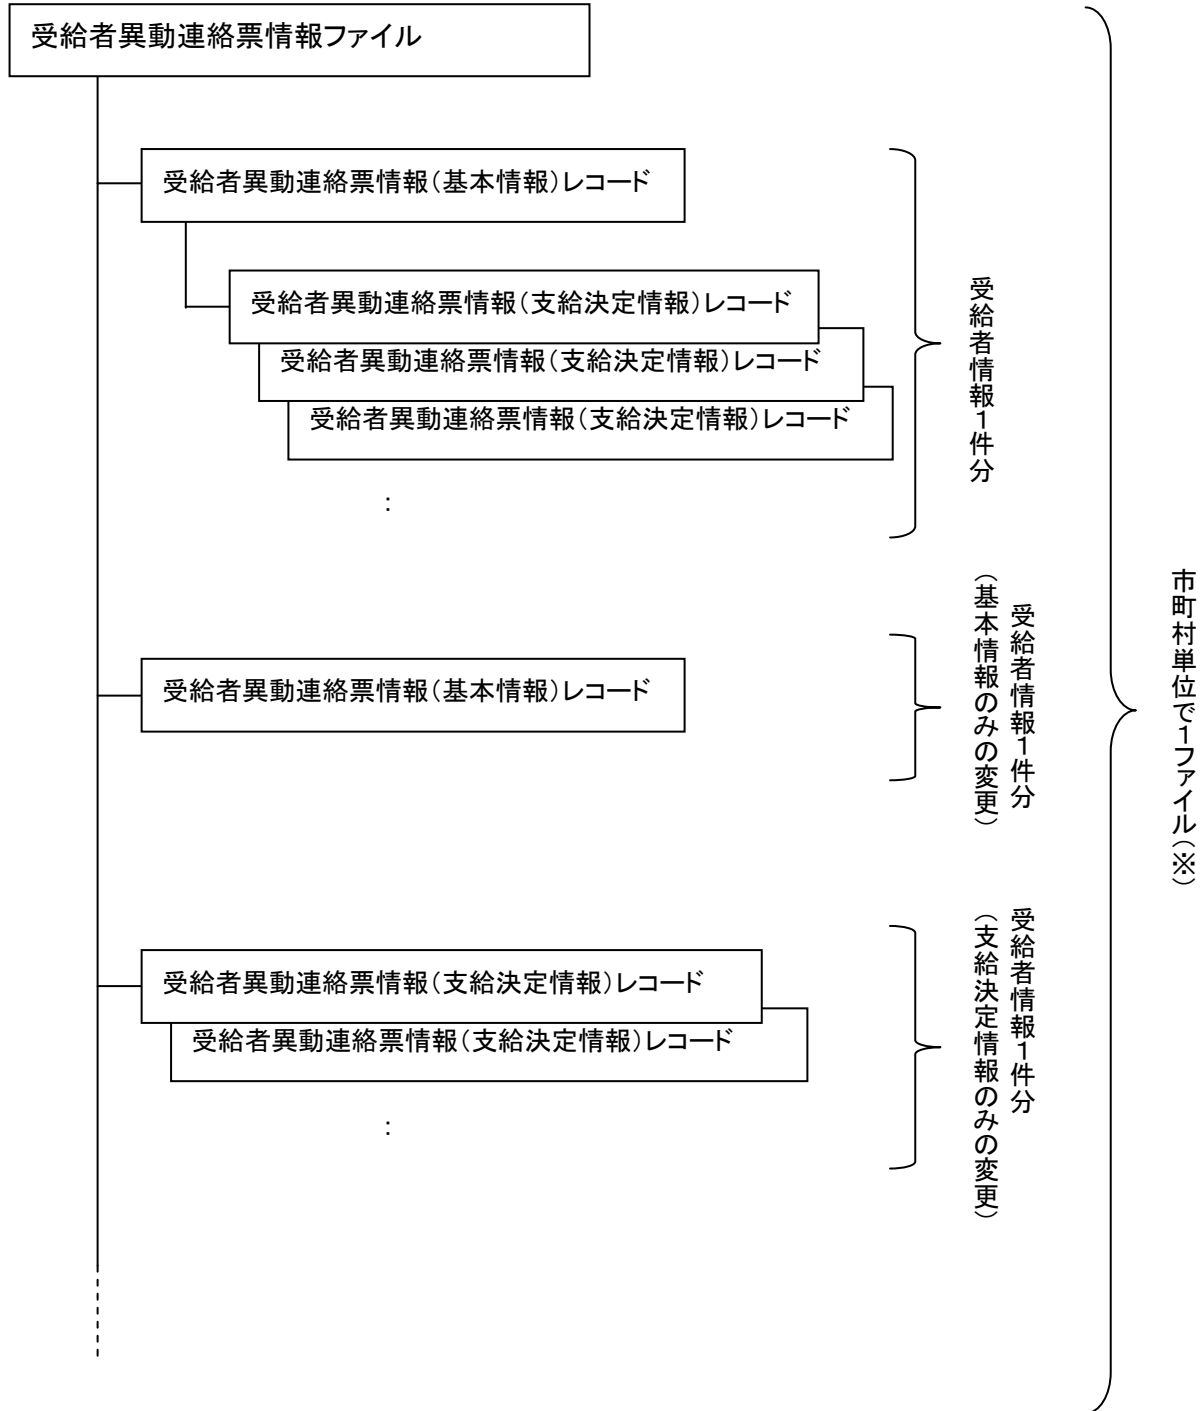 受給者異動連絡票情報ファイル
受給者異動連絡票情報（基本情報）レコード
受給者異動連絡票情報（支給決定情報）レコード
受給者異動連絡票情報（支給決定情報）レコード
受給者異動連絡票情報（支給決定情報）レコード
：
受給者情報１件分
受給者異動連絡票情報（基本情報）レコード
受給者情報１件分
（基本情報のみの変更）
受給者異動連絡票情報（支給決定情報）レコード
受給者異動連絡票情報（支給決定情報）レコード
：
受給者情報１件分
（支給決定情報のみの変更）
市町村単位で１ファイル（※）